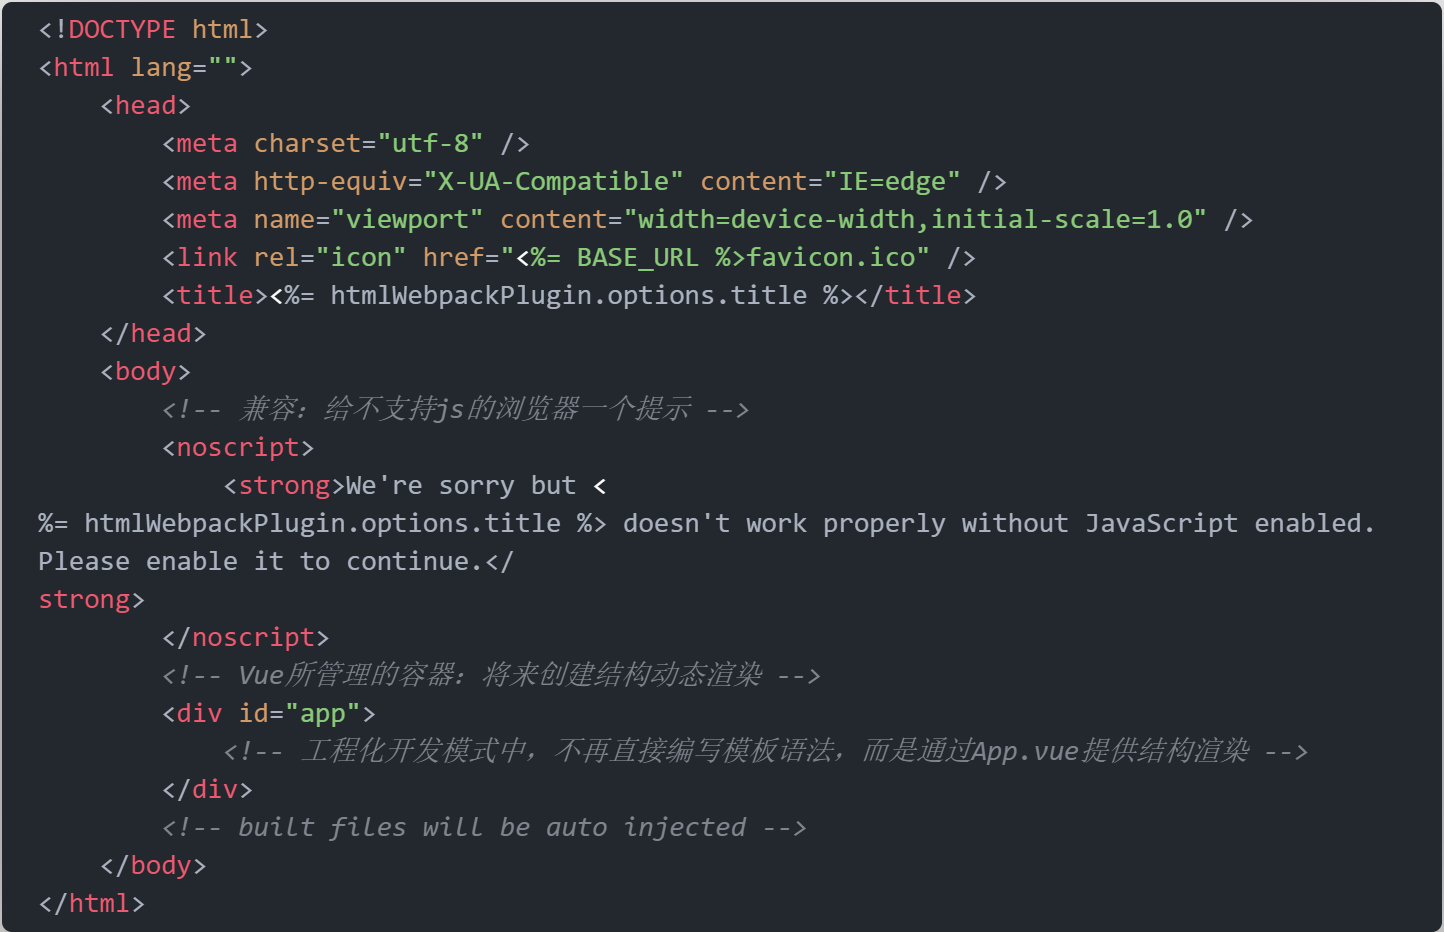 <!DOCTYPE html>
<html lang="">
    <head>
        <meta charset="utf-8" />
        <meta http-equiv="X-UA-Compatible" content="IE=edge" />
        <meta name="viewport" content="width=device-width,initial-scale=1.0" />
        <link rel="icon" href="<%= BASE_URL %>favicon.ico" />
        <title><%= htmlWebpackPlugin.options.title %></title>
    </head>
    <body>
        <!-- 兼容：给不支持js的浏览器一个提示 -->
        <noscript>
            <strong>We're sorry but <
%= htmlWebpackPlugin.options.title %> doesn't work properly without JavaScript enabled.
Please enable it to continue.</
strong>
        </noscript>
        <!-- Vue所管理的容器：将来创建结构动态渲染 -->
        <div id="app">
            <!-- 工程化开发模式中，不再直接编写模板语法，而是通过App.vue提供结构渲染 -->
        </div>
        <!-- built files will be auto injected -->
    </body>
</html>